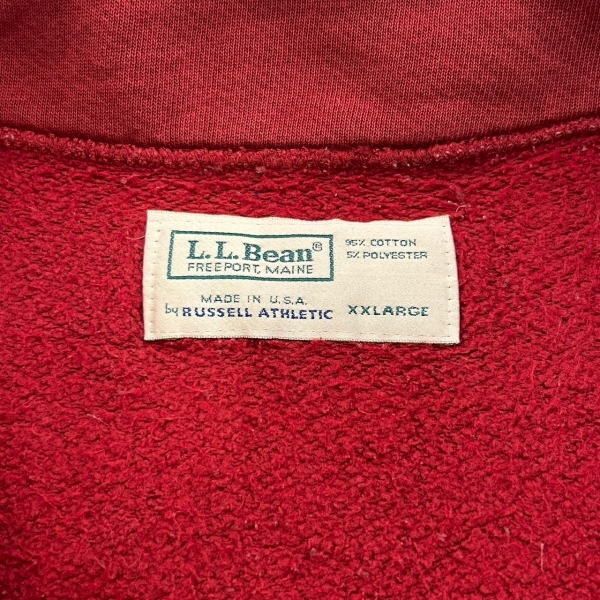 L.L.Bean®
FREEPORT, MAINE
95% COTTON
5% POLYESTER
MADE IN U.S.A.
by RUSSELL ATHLETIC
XXLARGE